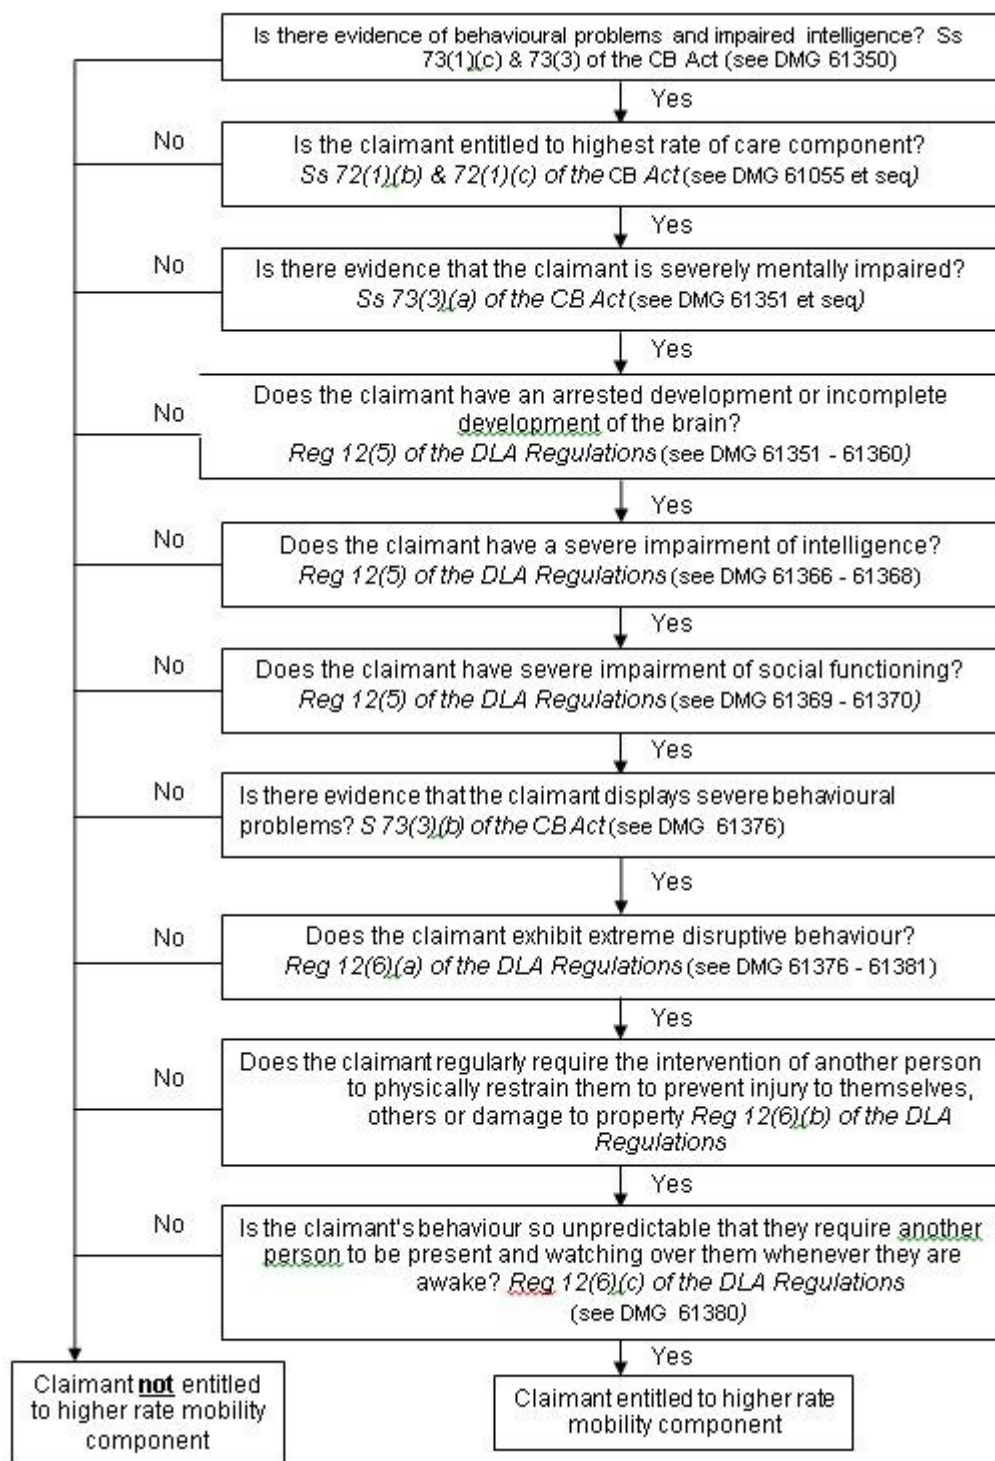 Is there evidence of behavioural problems and impaired intelligence? Ss
73(1)(c) & 73(3) of the CB Act (see DMG 61350)
Yes
No
Is the claimant entitled to highest rate of care component?
Ss 72(1)(b) & 72(1)(c) of the CB Act (see DMG 61055 et seq)
Yes
No
Is there evidence that the claimant is severely mentally impaired?
Ss 73(3)(a) of the CB Act (see DMG 61351 et seq)
Yes
No
Does the claimant have an arrested development or incomplete
development of the brain?
Reg 12(5) of the DLA Regulations (see DMG 61351 - 61360)
Yes
No
Does the claimant have a severe impairment of intelligence?
Reg 12(5) of the DLA Regulations (see DMG 61366 - 61368)
Yes
No
Does the claimant have severe impairment of social functioning?
Reg 12(5) of the DLA Regulations (see DMG 61369 - 61370)
Yes
No
Is there evidence that the claimant displays severe behavioural
problems? S 73(3)(b) of the CB Act (see DMG 61376)
Yes
No
Does the claimant exhibit extreme disruptive behaviour?
Reg 12(6)(a) of the DLA Regulations (see DMG 61376 - 61381)
Yes
No
Does the claimant regularly require the intervention of another person
to physically restrain them to prevent injury to themselves,
others or damage to property Reg 12(6)(b) of the DLA
Regulations
Yes
No
Is the claimant's behaviour so unpredictable that they require another
person to be present and watching over them whenever they are
awake? Reg 12(6)(c) of the DLA Regulations
(see DMG 61380)
Yes
Claimant not entitled
to higher rate mobility
component
Claimant entitled to higher rate
mobility component